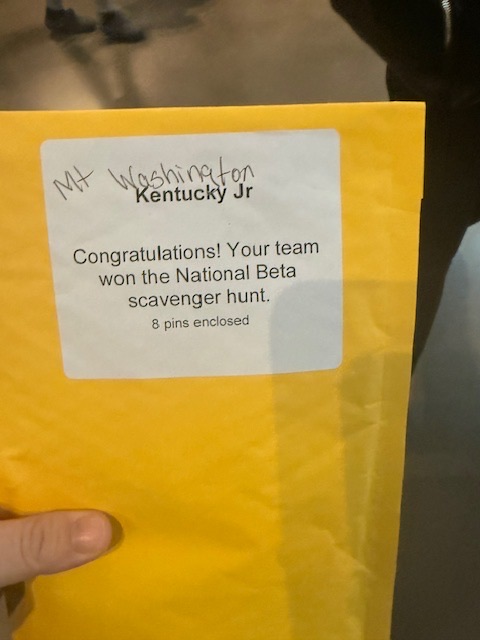 Mt Washington
Kentucky Jr
Congratulations! Your team
won the National Beta
scavenger hunt.
8 pins enclosed